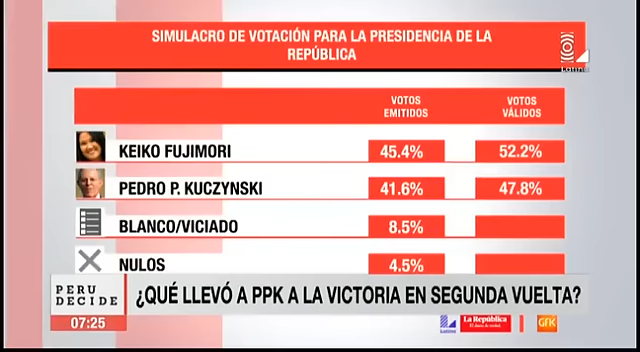 SIMULACRO DE VOTACIÓN PARA LA PRESIDENCIA DE LA
REPÚBLICA
Latina
VOTOS
EMITIDOS
VOTOS
VÁLIDOS
KEIKO FUJIMORI 45.4% 52.2%
PEDRO P. KUCZYNSKI 41.6% 47.8%
BLANCO/VICIADO 8.5%
NULOS 4.5%
PERU
DECIDE
¿QUÉ LLEVÓ A PPK A LA VICTORIA EN SEGUNDA VUELTA?
07:25
La República
GFK